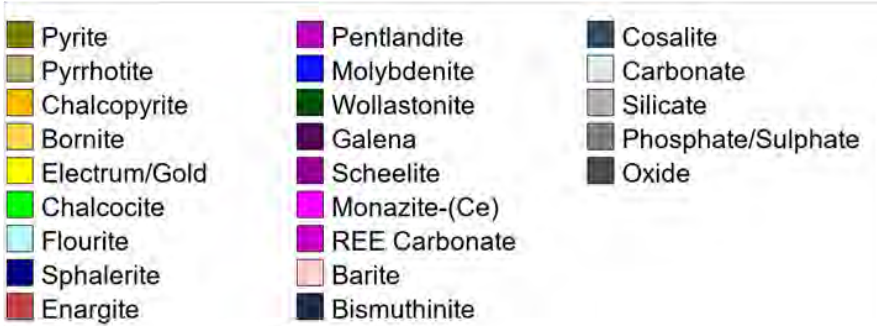 Pyrite
Pyrrhotite
Chalcopyrite
Bornite
Electrum/Gold
Chalcocite
Flourite
Sphalerite
Enargite
Pentlandite
Molybdenite
Wollastonite
Galena
Scheelite
Monazite-(Ce)
REE Carbonate
Barite
Bismuthinite
Cosalite
Carbonate
Silicate
Phosphate/Sulphate
Oxide